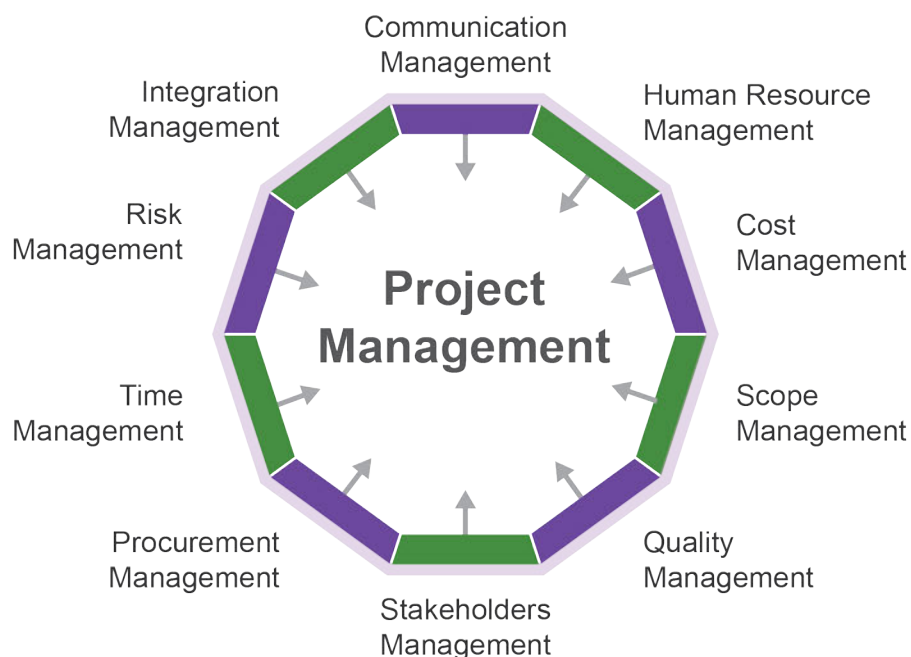 Communication
Management
Human Resource
Management
Cost
Management
Scope
Management
Quality
Management
Stakeholders
Management
Procurement
Management
Time
Management
Risk
Management
Integration
Management
Project
Management